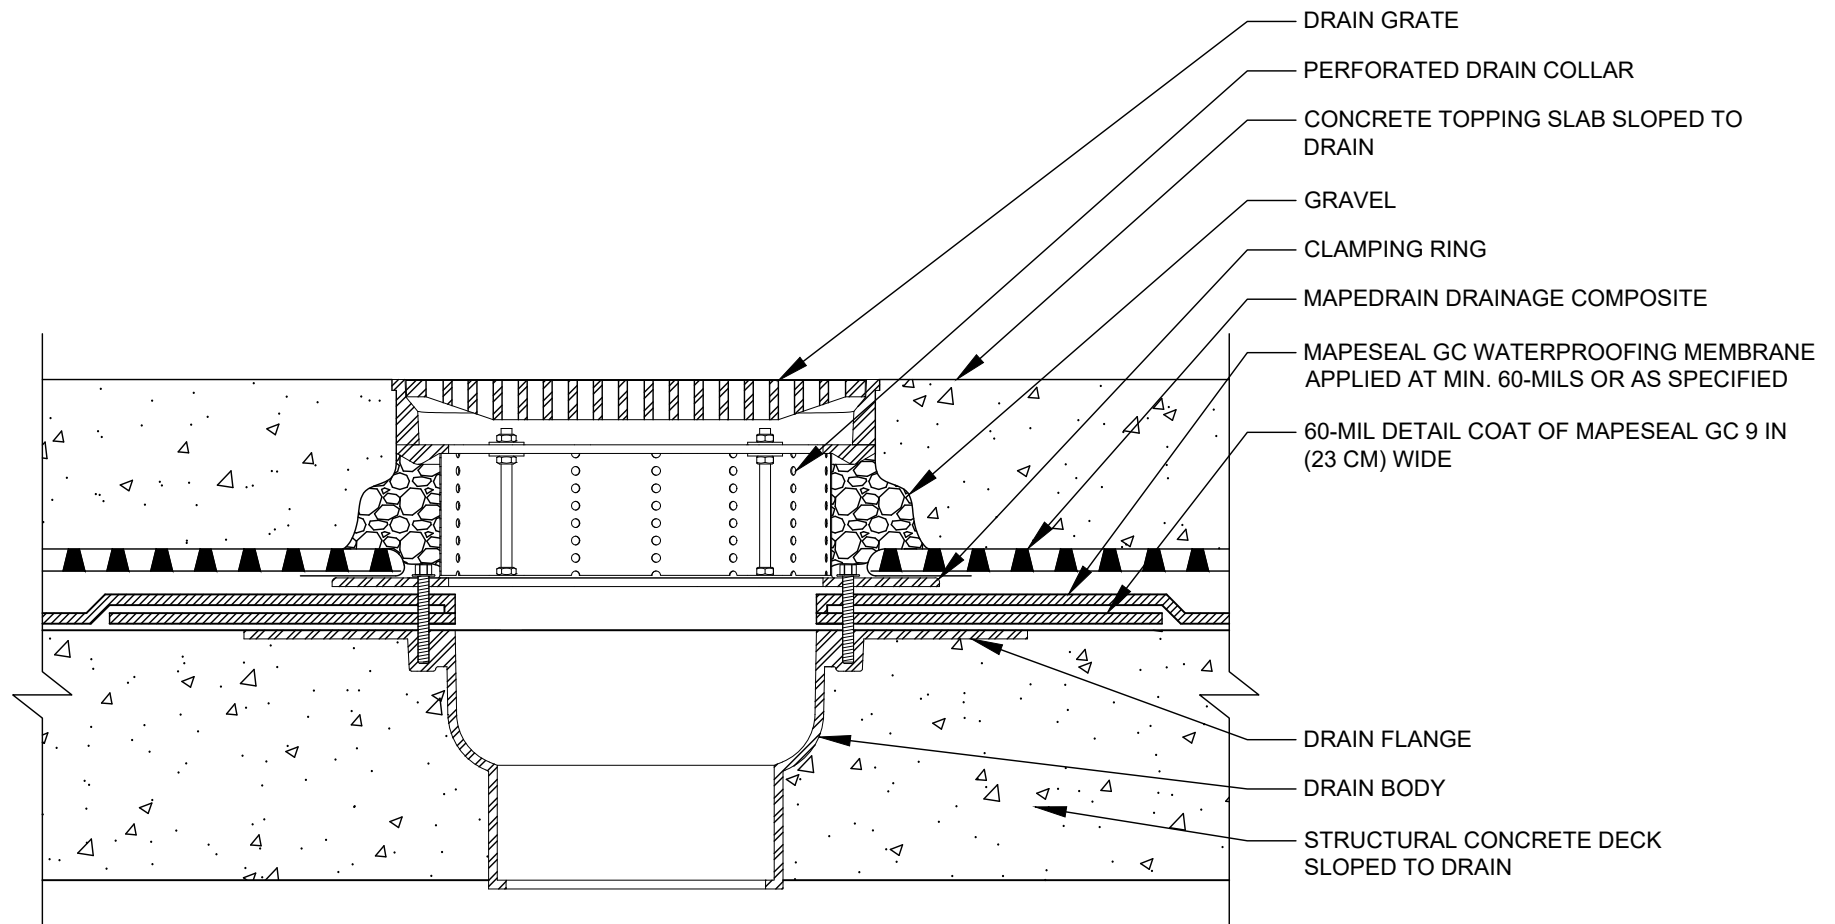 DRAIN GRATE
PERFORATED DRAIN COLLAR
CONCRETE TOPPING SLAB SLOPED TO
DRAIN
GRAVEL
CLAMPING RING
MAPEDRAIN DRAINAGE COMPOSITE
MAPESEAL GC WATERPROOFING MEMBRANE
APPLIED AT MIN. 60-MILS OR AS SPECIFIED
60-MIL DETAIL COAT OF MAPESEAL GC 9 IN
(23 CM) WIDE
DRAIN FLANGE
DRAIN BODY
STRUCTURAL CONCRETE DECK
SLOPED TO DRAIN